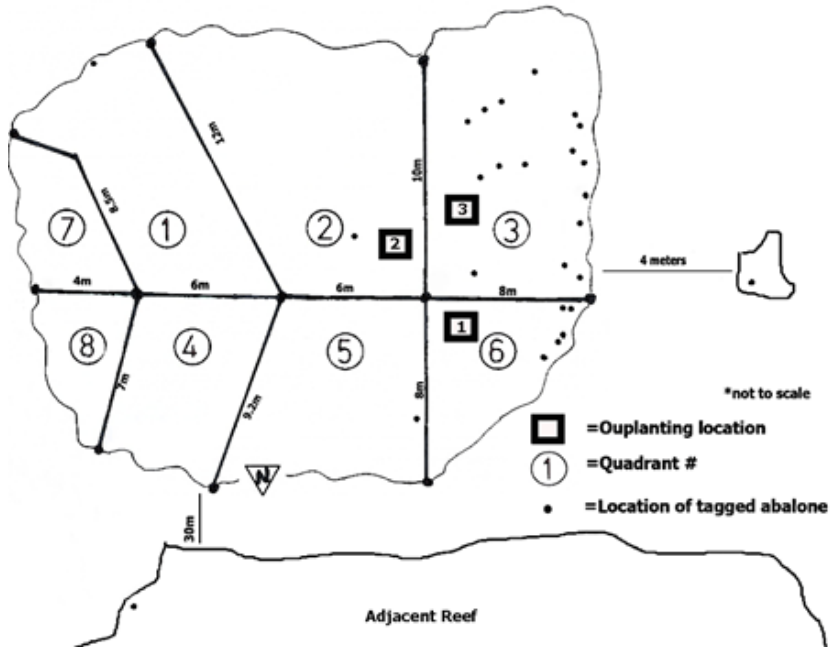 12m
10m
8.5m
3
7
1
2
2
3
4 meters
4m
6m
6m
8m
1
8
4
5
6
7m
9.2m
8m
*not to scale
=Ouplanting location
1
=Quadrant #
N
=Location of tagged abalone
30m
Adjacent Reef